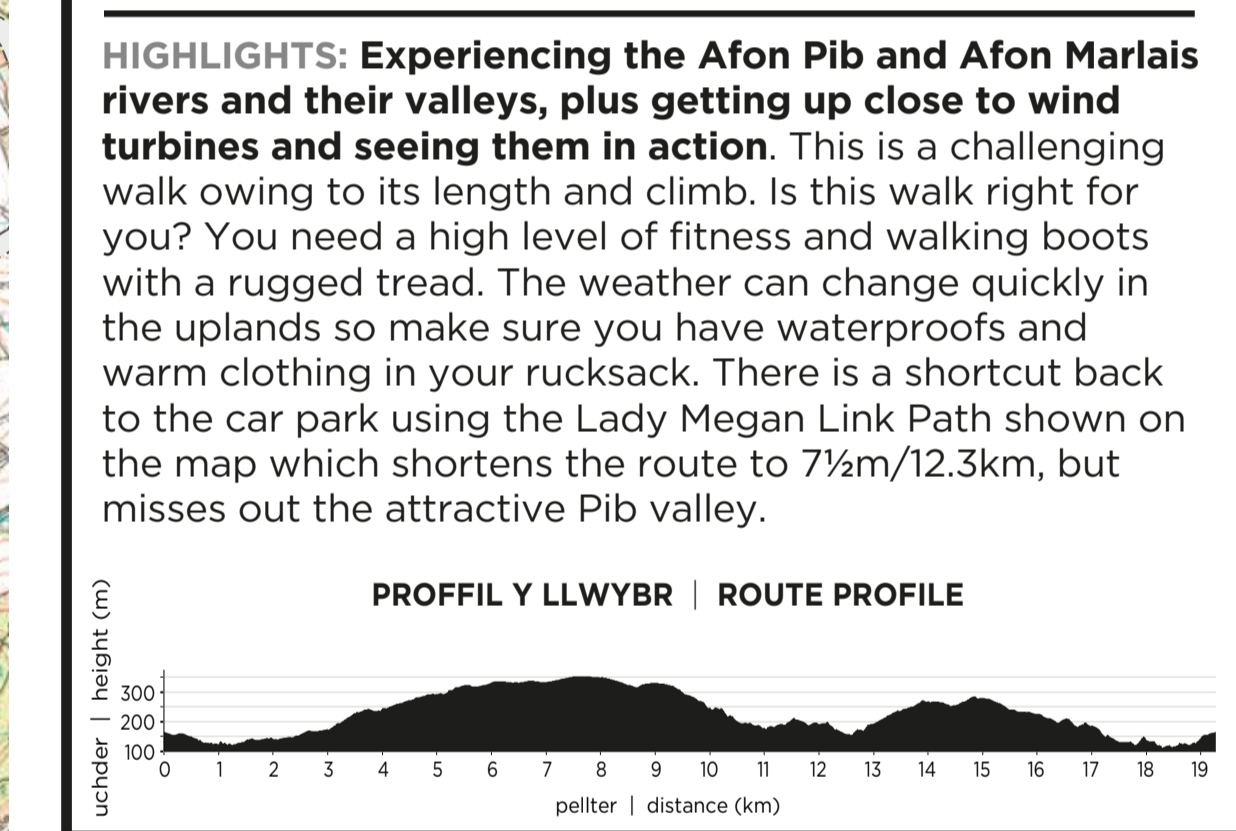 HIGHLIGHTS: Experiencing the Afon Pib and Afon Marlais
rivers and their valleys, plus getting up close to wind
turbines and seeing them in action. This is a challenging
walk owing to its length and climb. Is this walk right for
you? You need a high level of fitness and walking boots
with a rugged tread. The weather can change quickly in
the uplands so make sure you have waterproofs and
warm clothing in your rucksack. There is a shortcut back
to the car park using the Lady Megan Link Path shown on
the map which shortens the route to 7½m/12.3km, but
misses out the attractive Pib valley.
PROFFIL Y LLWYBR | ROUTE PROFILE
uchder | height (m)
300
200
100
0 1 2 3 4 5 6 7 8 9 10 11 12 13 14 15 16 17 18 19
pellter | distance (km)